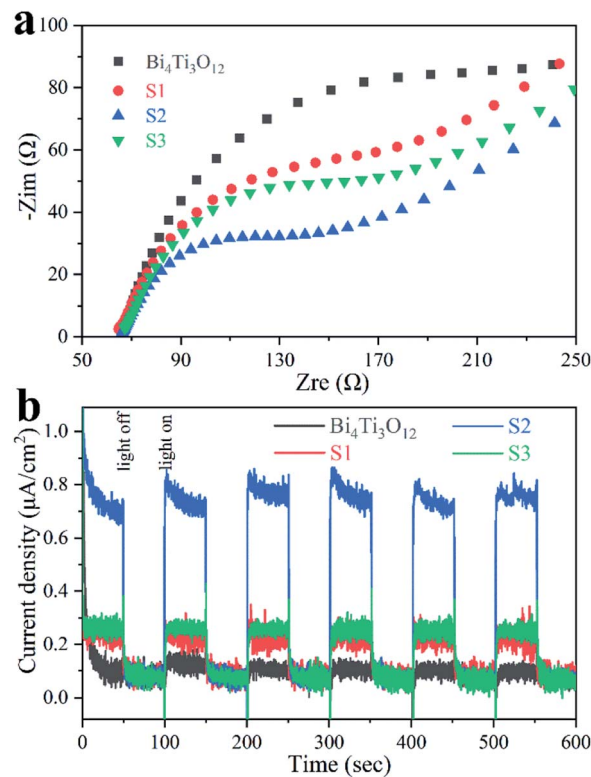 a
100
80
60
40
20
0
-Zim (Ω)
Bi₄Ti₃O₁₂
S1
S2
S3
50 90 130 170 210 250
Zre (Ω)
b
1.0
0.8
0.6
0.4
0.2
0.0
Current density (μA/cm²)
light off
light on
Bi₄Ti₃O₁₂ S2
S1 S3
0 100 200 300 400 500 600
Time (sec)